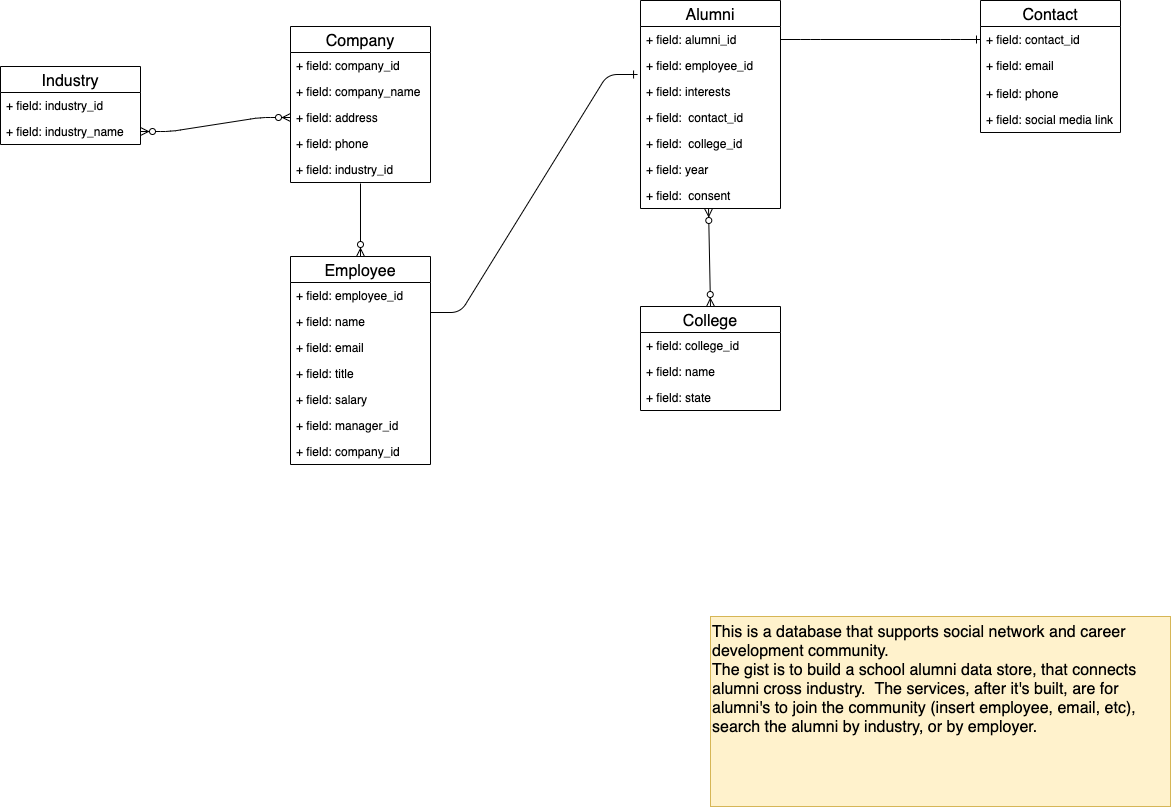 Industry
+ field: industry_id
+ field: industry_name
Company
+ field: company_id
+ field: company_name
+ field: address
+ field: phone
+ field: industry_id
Employee
+ field: employee_id
+ field: name
+ field: email
+ field: title
+ field: salary
+ field: manager_id
+ field: company_id
Alumni
+ field: alumni_id
+ field: employee_id
+ field: interests
+ field:  contact_id
+ field:  college_id
+ field: year
+ field:  consent
College
+ field: college_id
+ field: name
+ field: state
Contact
+ field: contact_id
+ field: email
+ field: phone
+ field: social media link
This is a database that supports social network and career
development community.
The gist is to build a school alumni data store, that connects
alumni cross industry.  The services, after it's built, are for
alumni's to join the community (insert employee, email, etc),
search the alumni by industry, or by employer.